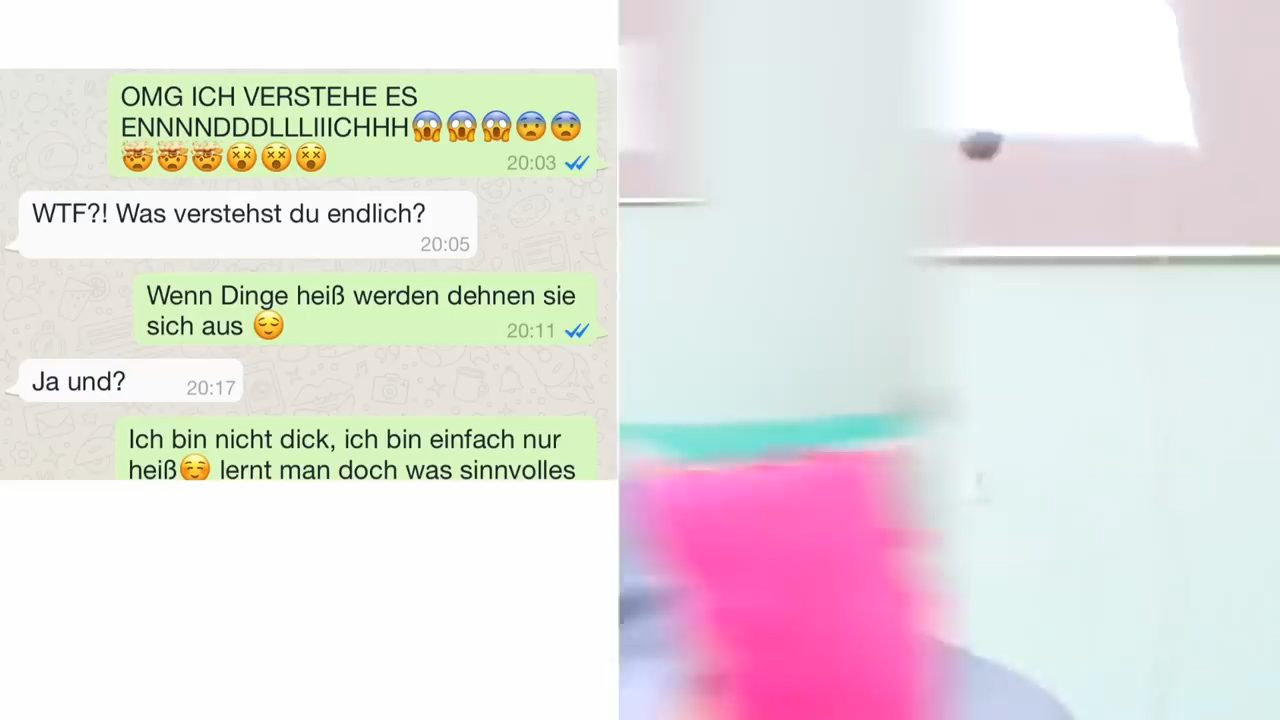 OMG ICH VERSTEHE ES
ENNNNDDDLLLIIICHHH😱😱😱😨😨
🤯🤯🤯😵😵😵
20:03
WTF?! Was verstehst du endlich?
20:05
Wenn Dinge heiß werden dehnen sie
sich aus 😌
20:11
Ja und?
20:17
Ich bin nicht dick, ich bin einfach nur
heiß☺️ lernt man doch was sinnvolles